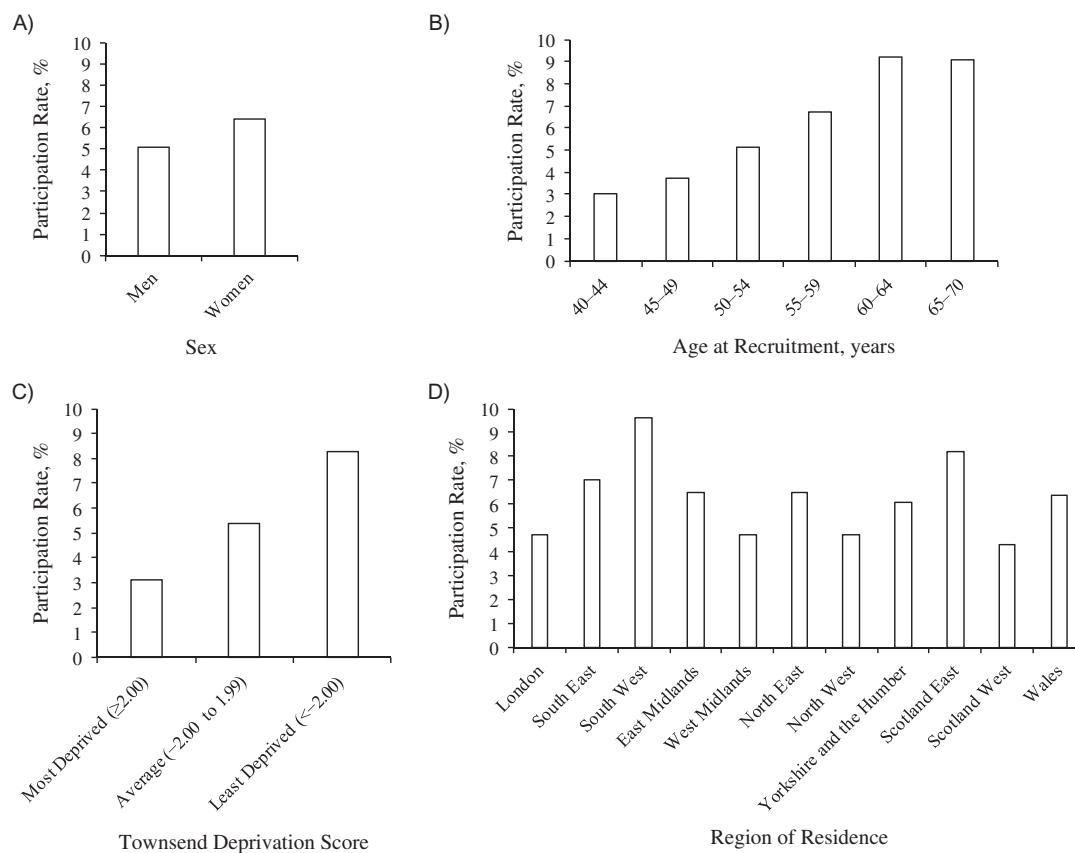 A)
10
9
8
7
6
5
4
3
2
1
0
Participation Rate, %
Men
Women
Sex
B)
10
9
8
7
6
5
4
3
2
1
0
Participation Rate, %
40–44
45–49
50–54
55–59
60–64
65–70
Age at Recruitment, years
C)
10
9
8
7
6
5
4
3
2
1
0
Participation Rate, %
Most Deprived (≥2.00)
Average (−2.00 to 1.99)
Least Deprived (<−2.00)
Townsend Deprivation Score
D)
10
9
8
7
6
5
4
3
2
1
0
Participation Rate, %
London
South East
South West
East Midlands
West Midlands
North East
North West
Yorkshire and the Humber
Scotland East
Scotland West
Wales
Region of Residence